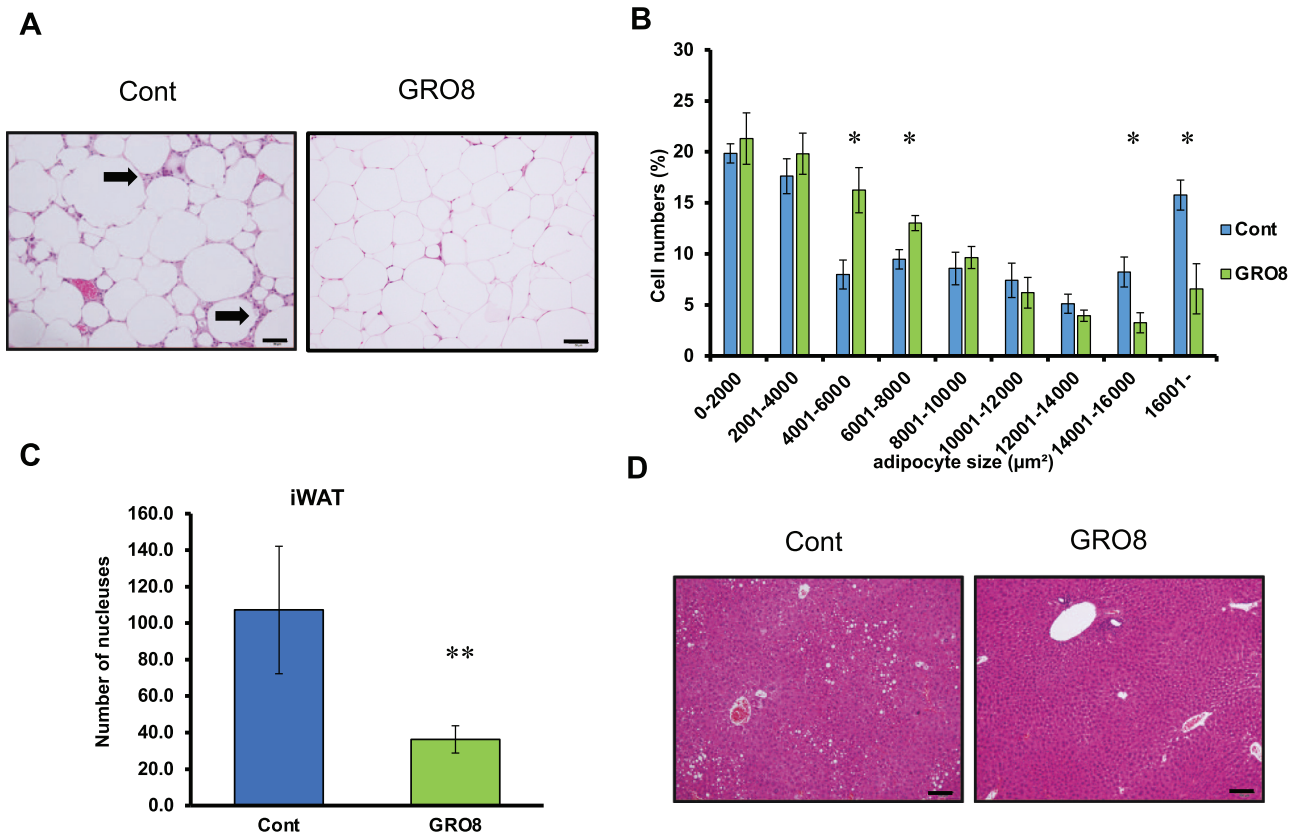 A
Cont
GRO8
B
30
25
20
15
10
5
0
Cell numbers (%)
*
*
*
*
Cont
GRO8
0-2000
2001-4000
4001-6000
6001-8000
8001-10000
10001-12000
12001-14000
14001-16000
16001-
adipocyte size (μm²)
C
iWAT
160.0
140.0
120.0
100.0
80.0
60.0
40.0
20.0
0.0
Number of nucleuses
**
Cont
GRO8
D
Cont
GRO8